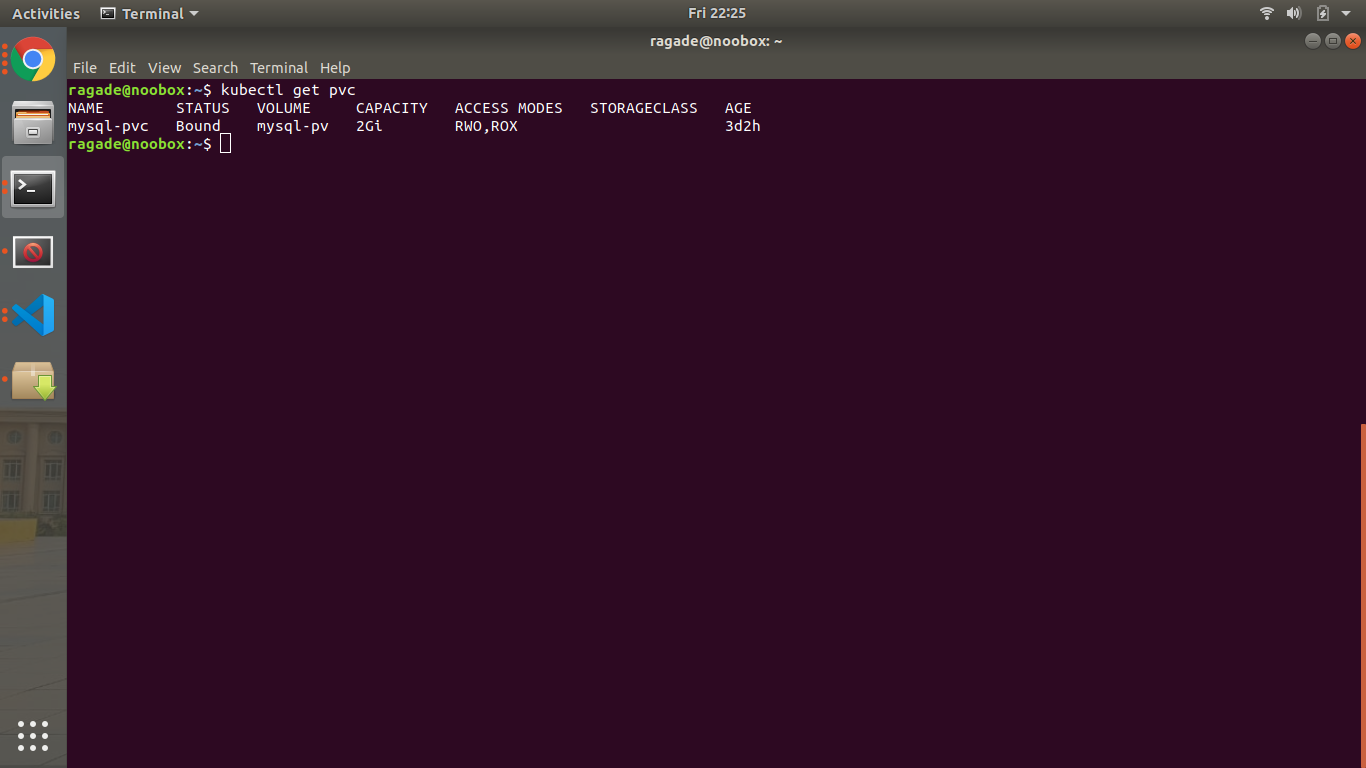 Activities Terminal Fri 22:25
ragade@noobox: ~
File Edit View Search Terminal Help
ragade@noobox:~$ kubectl get pvc
NAME STATUS VOLUME CAPACITY ACCESS MODES STORAGECLASS AGE
mysql-pvc Bound mysql-pv 2Gi RWO,ROX 3d2h
ragade@noobox:~$